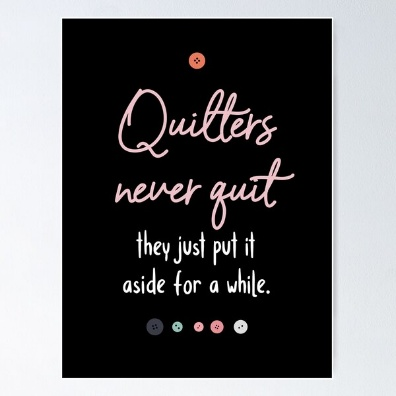 Quilters
never quit
they just put it
aside for a while.